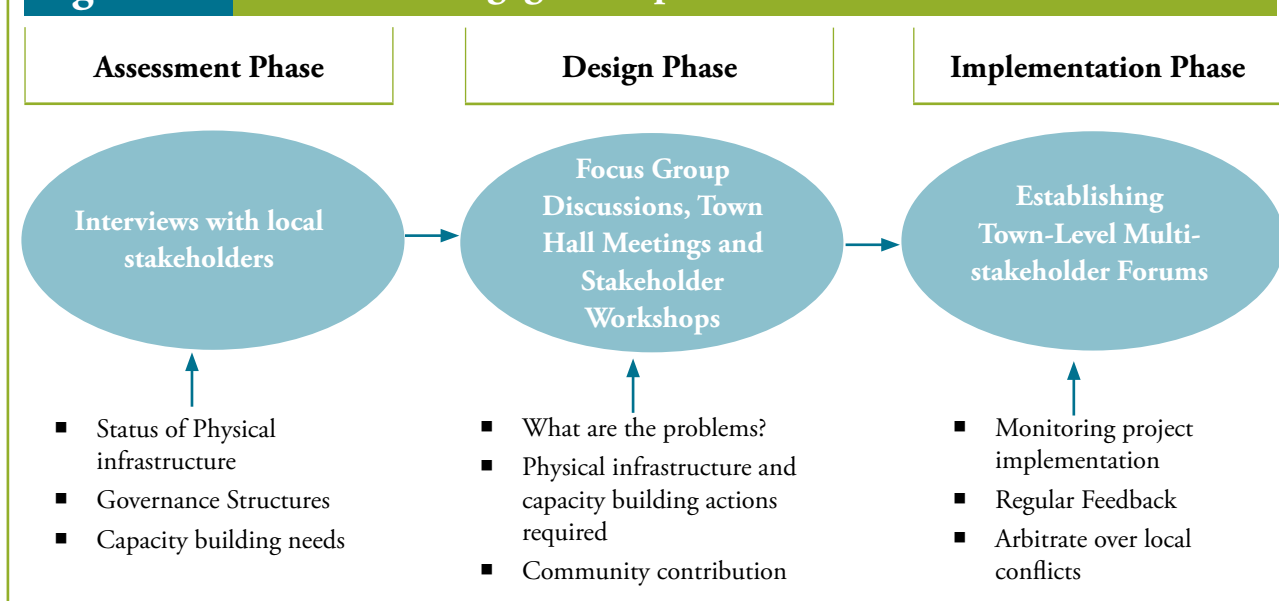 Assessment Phase
Design Phase
Implementation Phase
Interviews with local
stakeholders
Focus Group
Discussions, Town
Hall Meetings and
Stakeholder
Workshops
Establishing
Town-Level Multi-
stakeholder Forums
■ Status of Physical
infrastructure
■ Governance Structures
■ Capacity building needs
■ What are the problems?
■ Physical infrastructure and
capacity building actions
required
■ Community contribution
■ Monitoring project
implementation
■ Regular Feedback
■ Arbitrate over local
conflicts